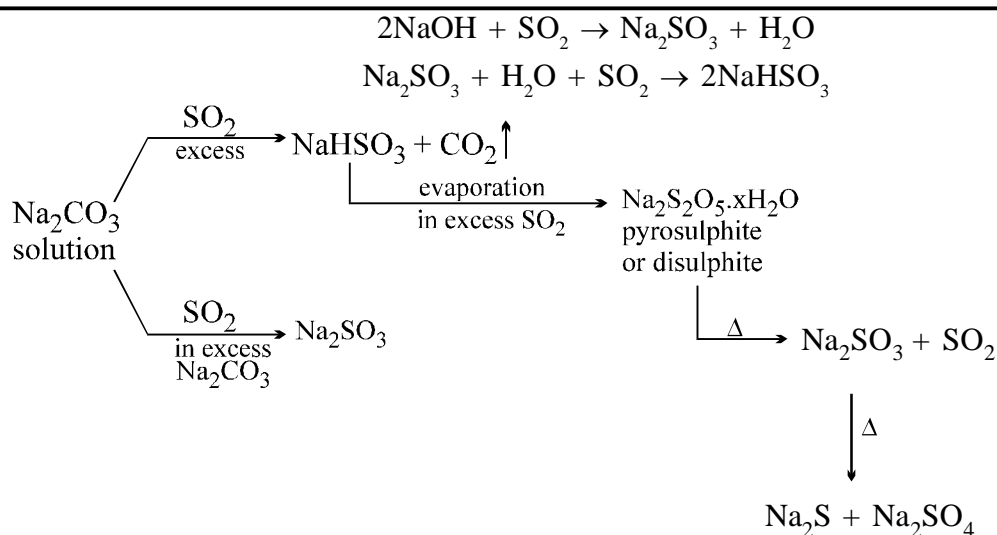 2NaOH + SO₂ → Na₂SO₃ + H₂O
Na₂SO₃ + H₂O + SO₂ → 2NaHSO₃
SO₂
excess
NaHSO₃ + CO₂↑
evaporation
in excess SO₂
Na₂S₂O₅.xH₂O
pyrosulphite
or disulphite
Na₂CO₃
solution
SO₂
in excess
Na₂CO₃
Na₂SO₃
Δ
Na₂SO₃ + SO₂
Δ
Na₂S + Na₂SO₄